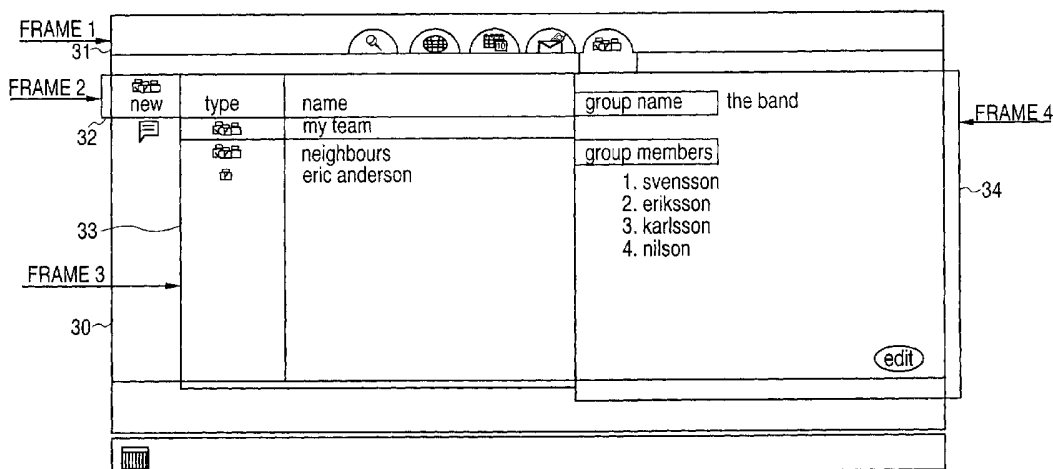 FRAME 1
31
10
FRAME 2
new type name group name the band
FRAME 4
32
my team
neighbours group members
eric anderson
1. svensson
34
2. eriksson
33
3. karlsson
4. nilson
FRAME 3
30
edit